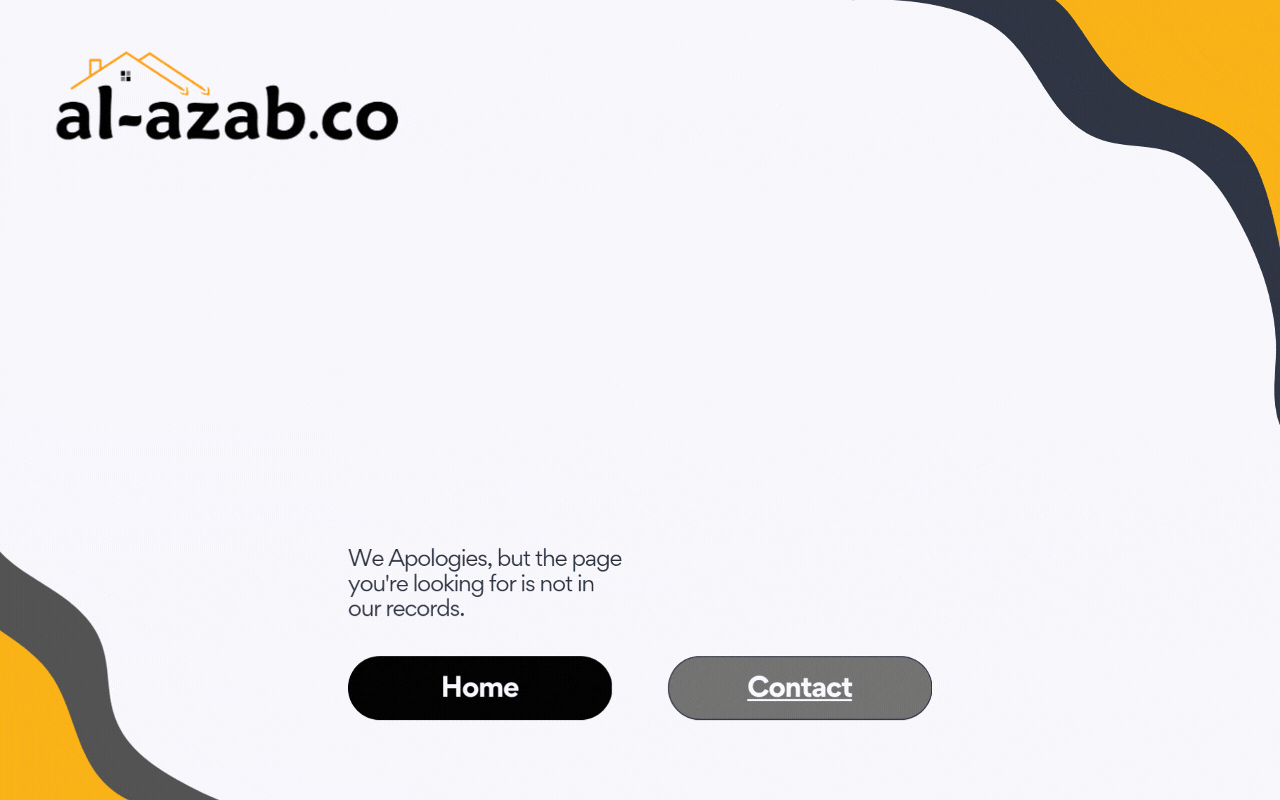 al-azab.co
We Apologies, but the page
you're looking for is not in
our records.
Home
Contact